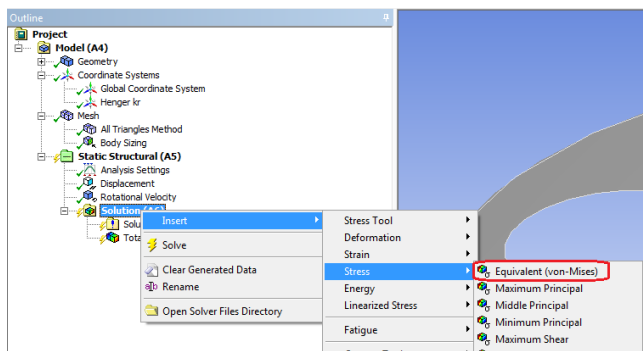 Outline
Project
Model (A4)
Geometry
Coordinate Systems
Global Coordinate System
Henger kr
Mesh
All Triangles Method
Body Sizing
Static Structural (A5)
Analysis Settings
Displacement
Rotational Velocity
Solution (A6)
Solu
Tota
Insert
Solve
Clear Generated Data
Rename
Open Solver Files Directory
Stress Tool
Deformation
Strain
Stress
Energy
Linearized Stress
Fatigue
Equivalent (von-Mises)
Maximum Principal
Middle Principal
Minimum Principal
Maximum Shear